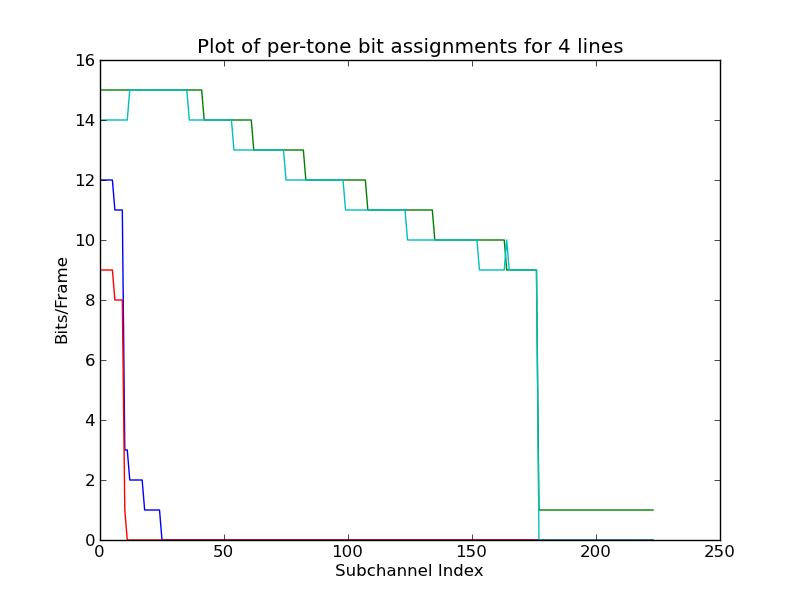 Plot of per-tone bit assignments for 4 lines
16
14
12
10
8
6
4
2
0
Bits/Frame
0 50 100 150 200 250
Subchannel Index